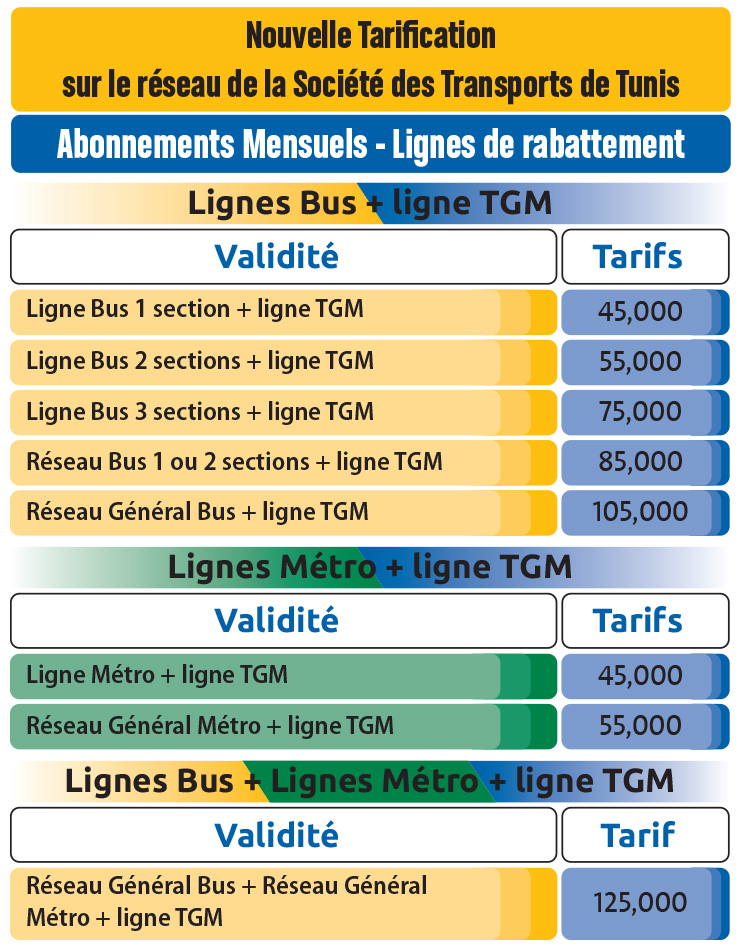 Nouvelle Tarification
sur le réseau de la Société des Transports de Tunis
Abonnements Mensuels - Lignes de rabattement
Lignes Bus + ligne TGM
Validité Tarifs
Ligne Bus 1 section + ligne TGM 45,000
Ligne Bus 2 sections + ligne TGM 55,000
Ligne Bus 3 sections + ligne TGM 75,000
Réseau Bus 1 ou 2 sections + ligne TGM 85,000
Réseau Général Bus + ligne TGM 105,000
Lignes Métro + ligne TGM
Validité Tarifs
Ligne Métro + ligne TGM 45,000
Réseau Général Métro + ligne TGM 55,000
Lignes Bus + Lignes Métro + ligne TGM
Validité Tarif
Réseau Général Bus + Réseau Général
Métro + ligne TGM 125,000